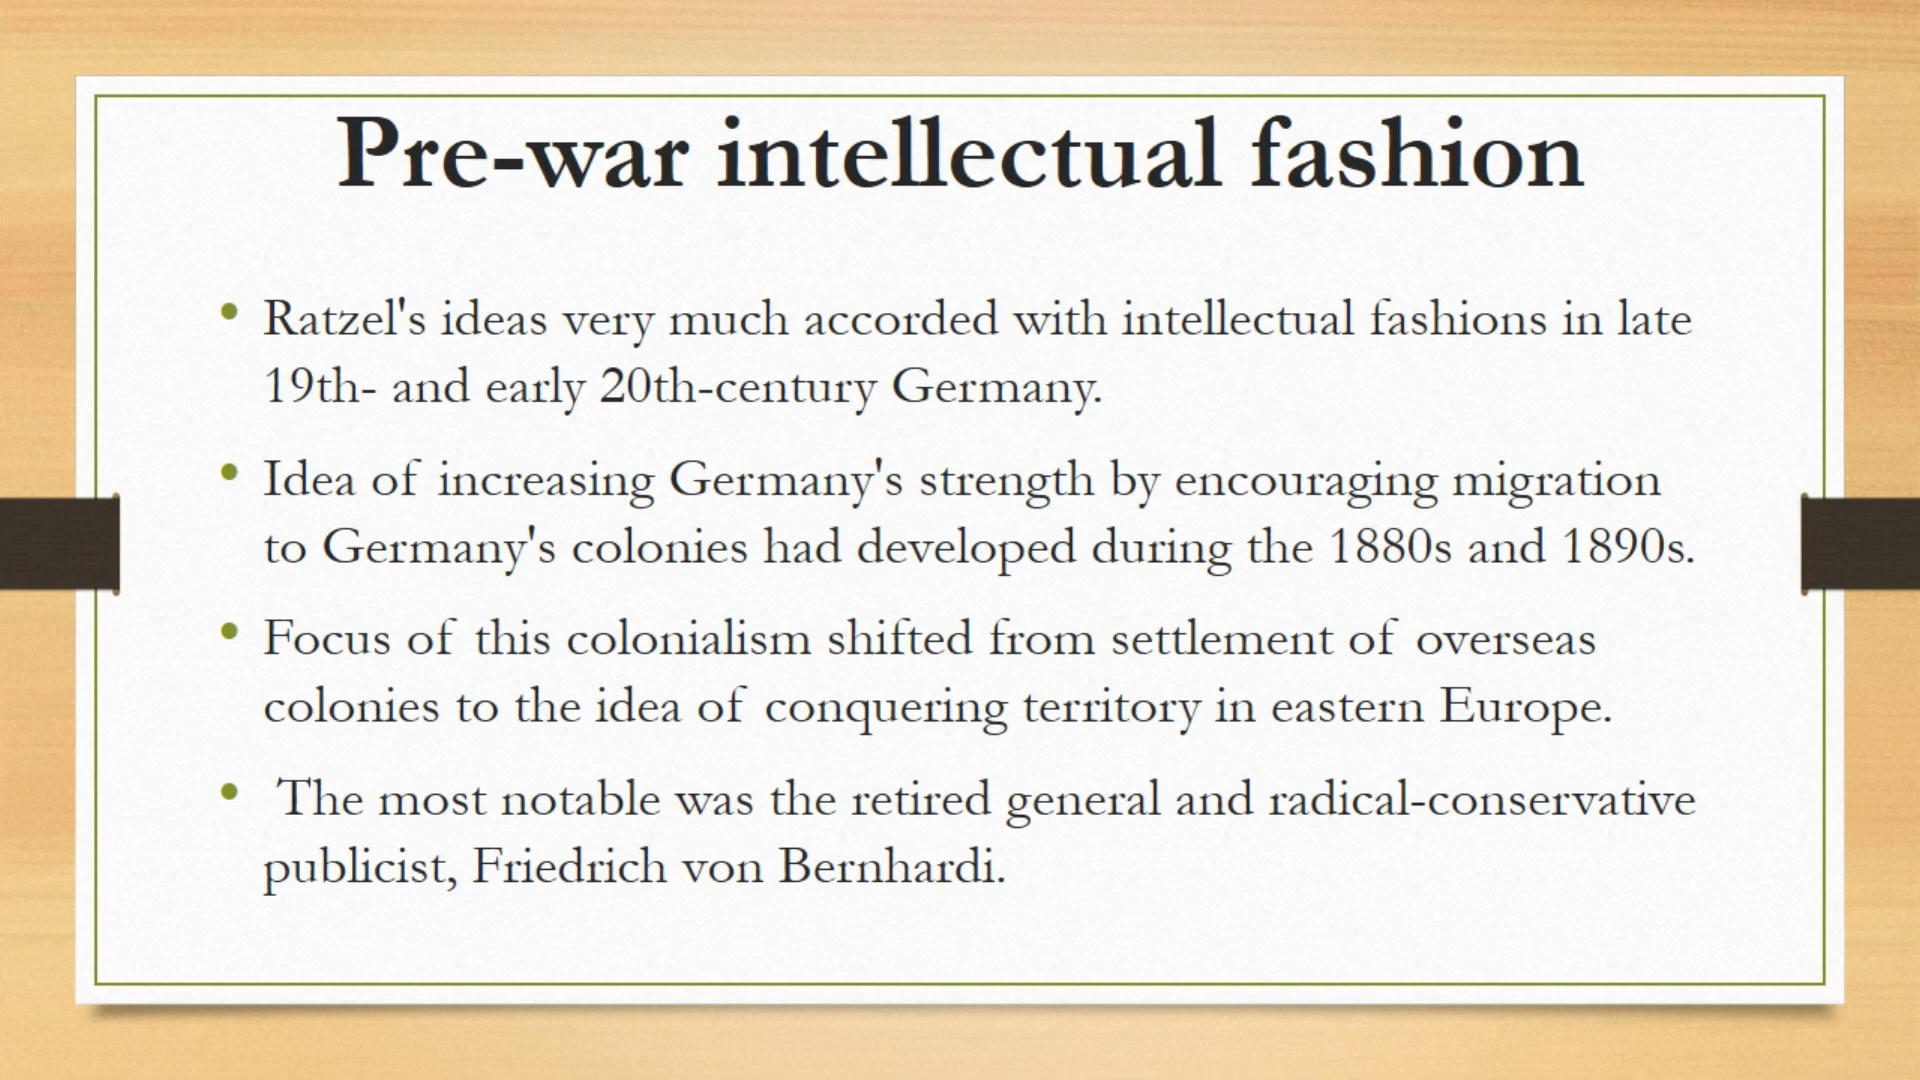 Pre-war intellectual fashion
• Ratzel's ideas very much accorded with intellectual fashions in late
19th- and early 20th-century Germany.
• Idea of increasing Germany's strength by encouraging migration
to Germany's colonies had developed during the 1880s and 1890s.
• Focus of this colonialism shifted from settlement of overseas
colonies to the idea of conquering territory in eastern Europe.
• The most notable was the retired general and radical-conservative
publicist, Friedrich von Bernhardi.